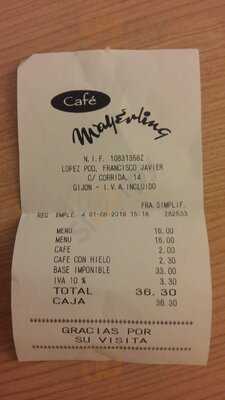 Café
Mayerling
N.I.F. 10831356Z
LOPEZ POO, FRANCISCO JAVIER
C/ CORRIDA, 14
GIJON - I.V.A. INCLUIDO
FRA.SIMPLIF.
REG EMPLE. 4 01-08-2019 15:16 282533
MENU 16.00
MENU 16.00
CAFE 2.00
CAFE CON HIELO 2.30
BASE IMPONIBLE 33.00
IVA 10 % 3.30
TOTAL 36.30
CAJA 36.30
GRACIAS POR
SU VISITA